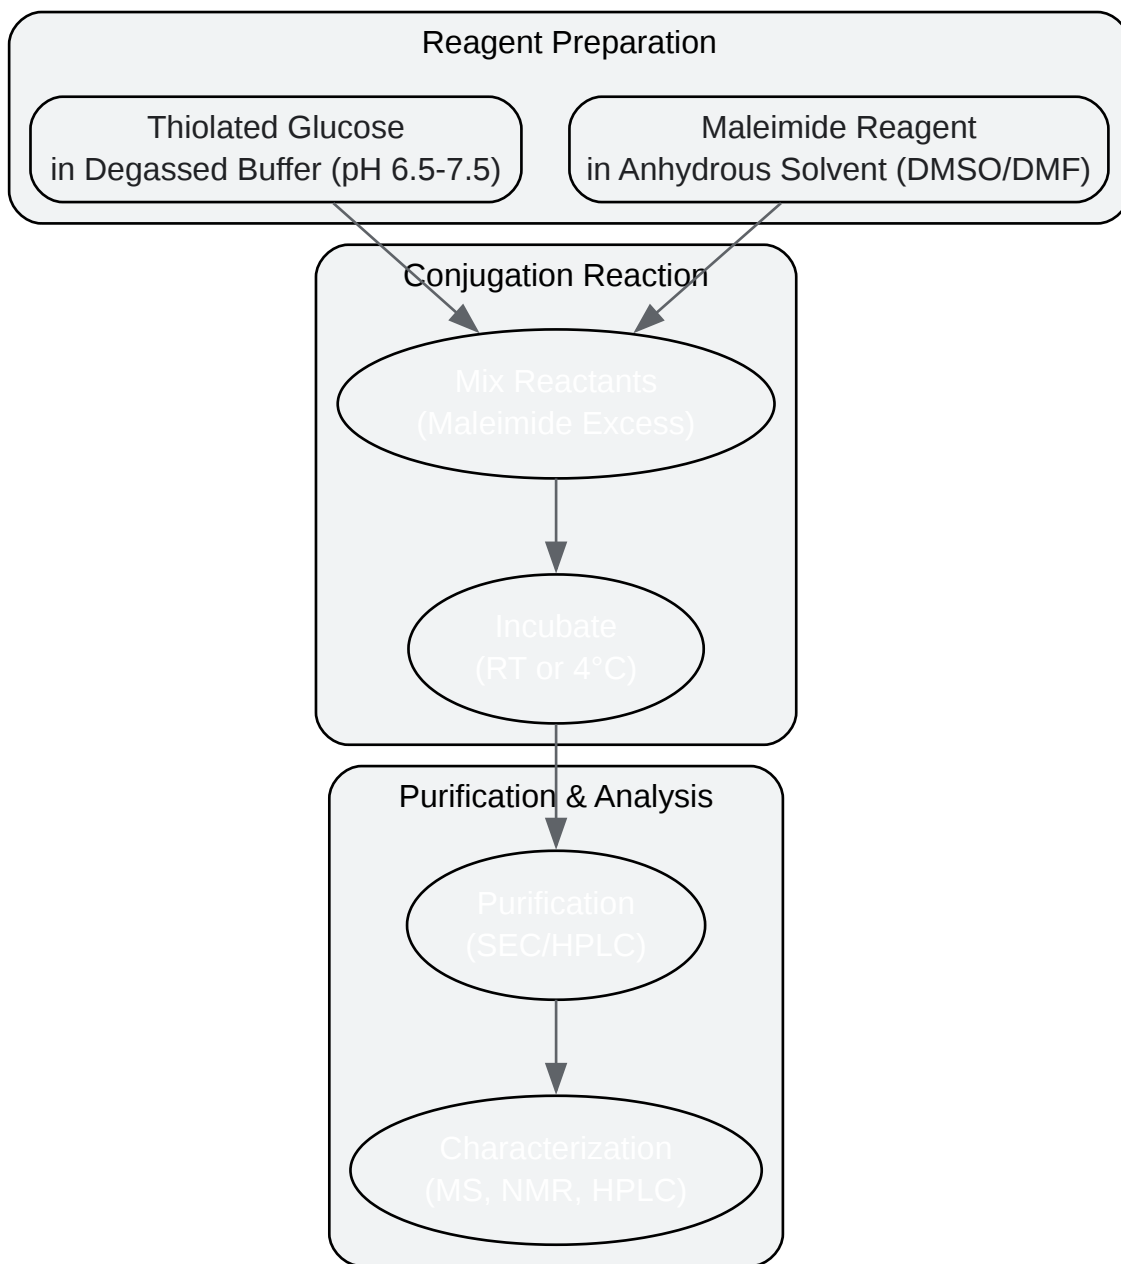 Reagent Preparation
Thiolated Glucose
in Degassed Buffer (pH 6.5-7.5)
Maleimide Reagent
in Anhydrous Solvent (DMSO/DMF)
Conjugation Reaction
Mix Reactants
(Maleimide Excess)
Incubate
(RT or 4°C)
Purification & Analysis
Purification
(SEC/HPLC)
Characterization
(MS, NMR, HPLC)